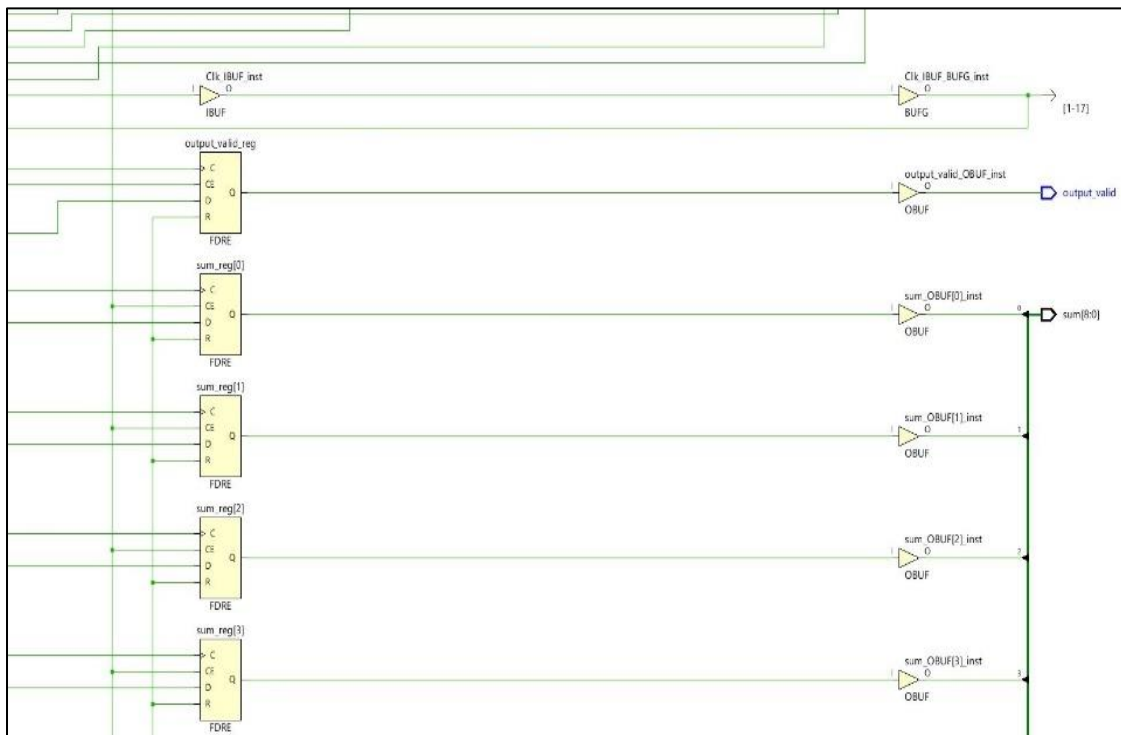 Clk_IBUF_inst
I O
IBUF
Clk_IBUF_BUFG_inst
I O
BUFG
[1-17]
output_valid_reg
C
CE
D
R
Q
FDRE
output_valid_OBUF_inst
I O
OBUF
output_valid
sum_reg[0]
C
CE
D
R
Q
FDRE
sum_OBUF[0]_inst
I O
OBUF
0
sum[8:0]
sum_reg[1]
C
CE
D
R
Q
FDRE
sum_OBUF[1]_inst
I O
OBUF
1
sum_reg[2]
C
CE
D
R
Q
FDRE
sum_OBUF[2]_inst
I O
OBUF
2
sum_reg[3]
C
CE
D
R
Q
FDRE
sum_OBUF[3]_inst
I O
OBUF
3